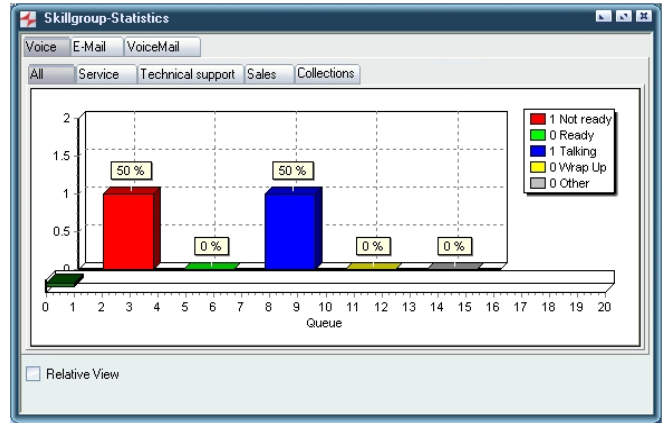 Skillgroup-Statistics
Voice E-Mail VoiceMail
All Service Technical support Sales Collections
2
1.5
1
0.5
0
50 % 0 % 50 % 0 % 0 %
1 Not ready
0 Ready
1 Talking
0 Wrap Up
0 Other
0 1 2 3 4 5 6 7 8 9 10 11 12 13 14 15 16 17 18 19 20
Queue
Relative View